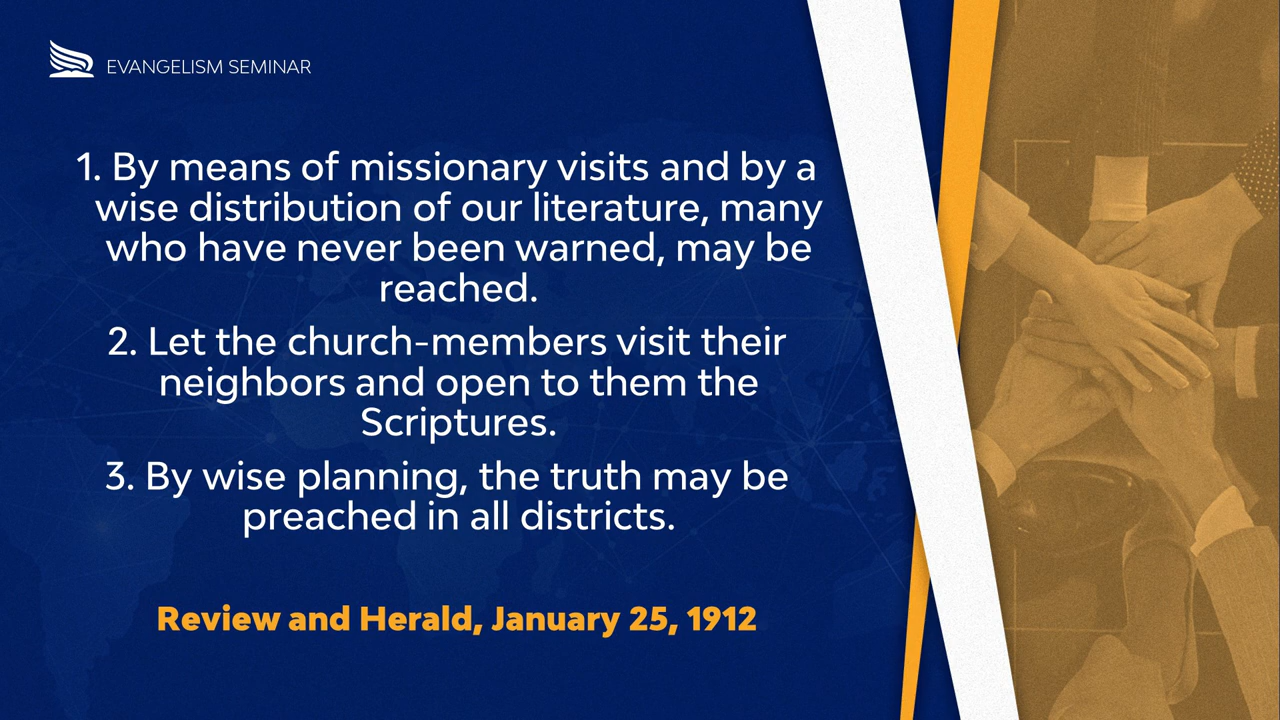 EVANGELISM SEMINAR
1. By means of missionary visits and by a
wise distribution of our literature, many
who have never been warned, may be
reached.
2. Let the church-members visit their
neighbors and open to them the
Scriptures.
3. By wise planning, the truth may be
preached in all districts.
Review and Herald, January 25, 1912